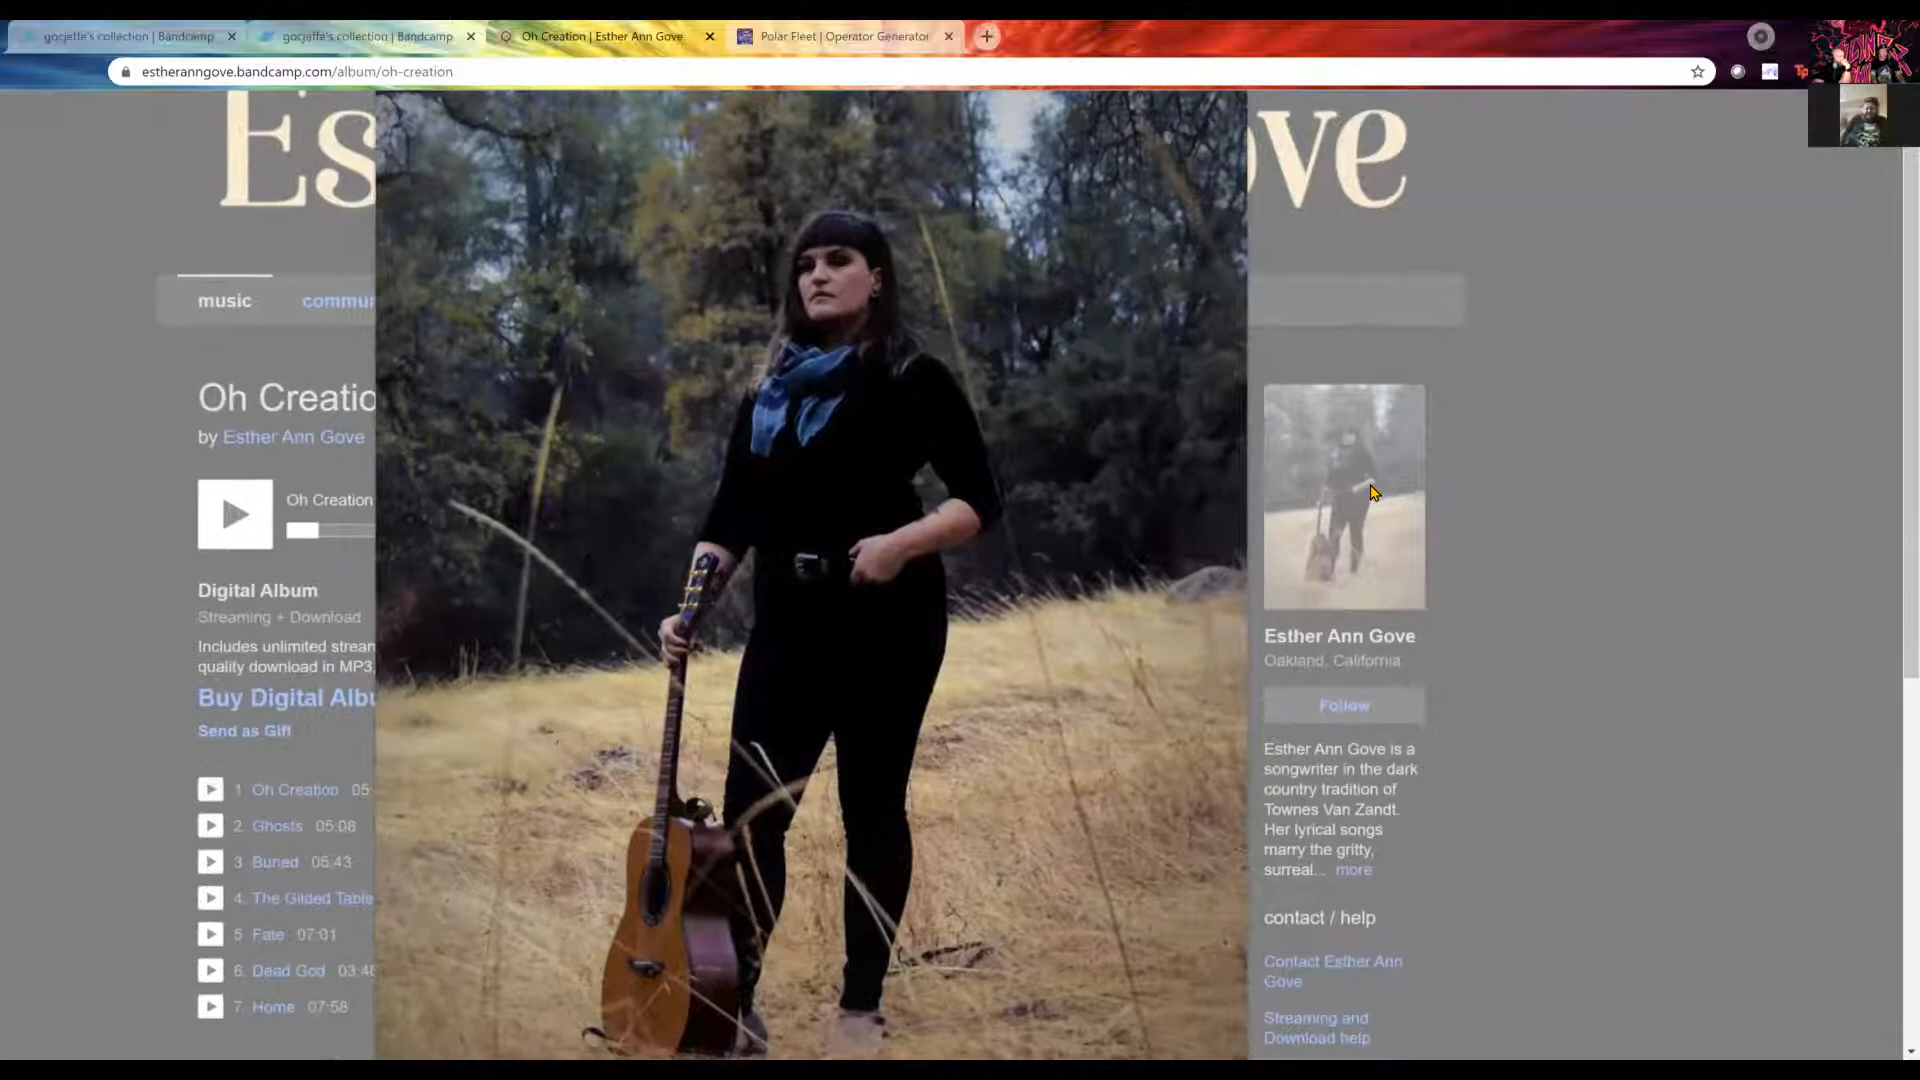 gocjeffe's collection | Bandcamp
gocjeffe's collection | Bandcamp
Oh Creation | Esther Ann Gove
Polar Fleet | Operator Generator
estheranngove.bandcamp.com/album/oh-creation
Es
ove
music
commun
Oh Creatio
by Esther Ann Gove
Oh Creation
Digital Album
Streaming + Download
Includes unlimited strean
quality download in MP3,
Buy Digital Albu
Send as Gift
1 Oh Creation 05:
2. Ghosts 05:08
3 Buried 05:43
4. The Gilded Table
5 Fate 07:01
6. Dead God 03:48
7. Home 07:58
Esther Ann Gove
Oakland, California
Follow
Esther Ann Gove is a
songwriter in the dark
country tradition of
Townes Van Zandt.
Her lyrical songs
marry the gritty,
surreal... more
contact / help
Contact Esther Ann
Gove
Streaming and
Download help